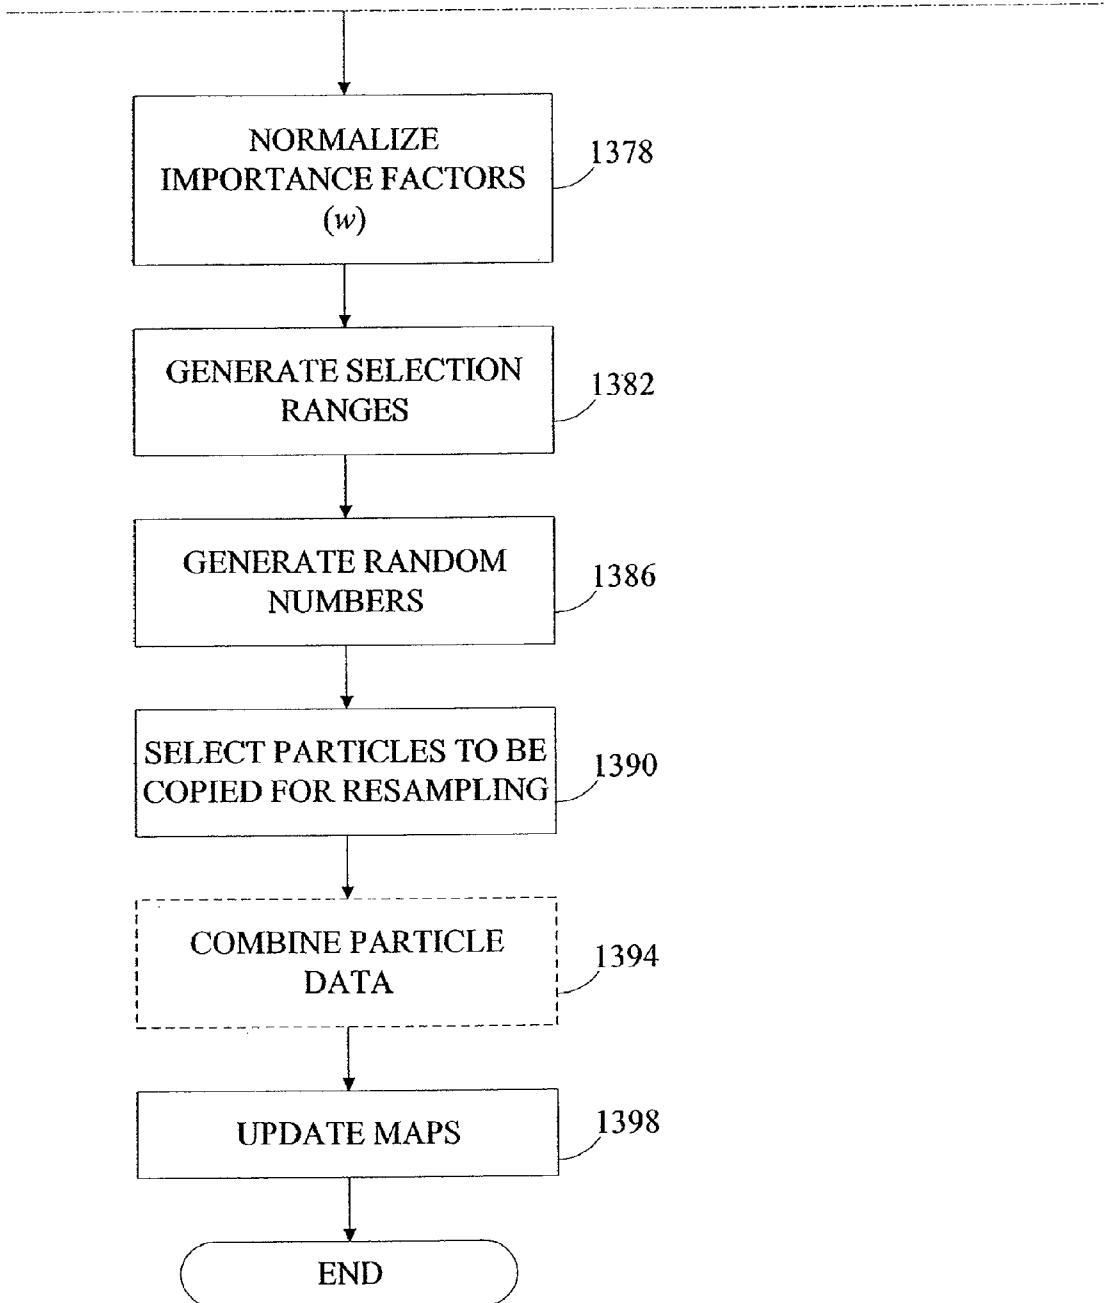 NORMALIZE
IMPORTANCE FACTORS
(w)
1378
GENERATE SELECTION
RANGES
1382
GENERATE RANDOM
NUMBERS
1386
SELECT PARTICLES TO BE
COPIED FOR RESAMPLING
1390
COMBINE PARTICLE
DATA
1394
UPDATE MAPS
1398
END